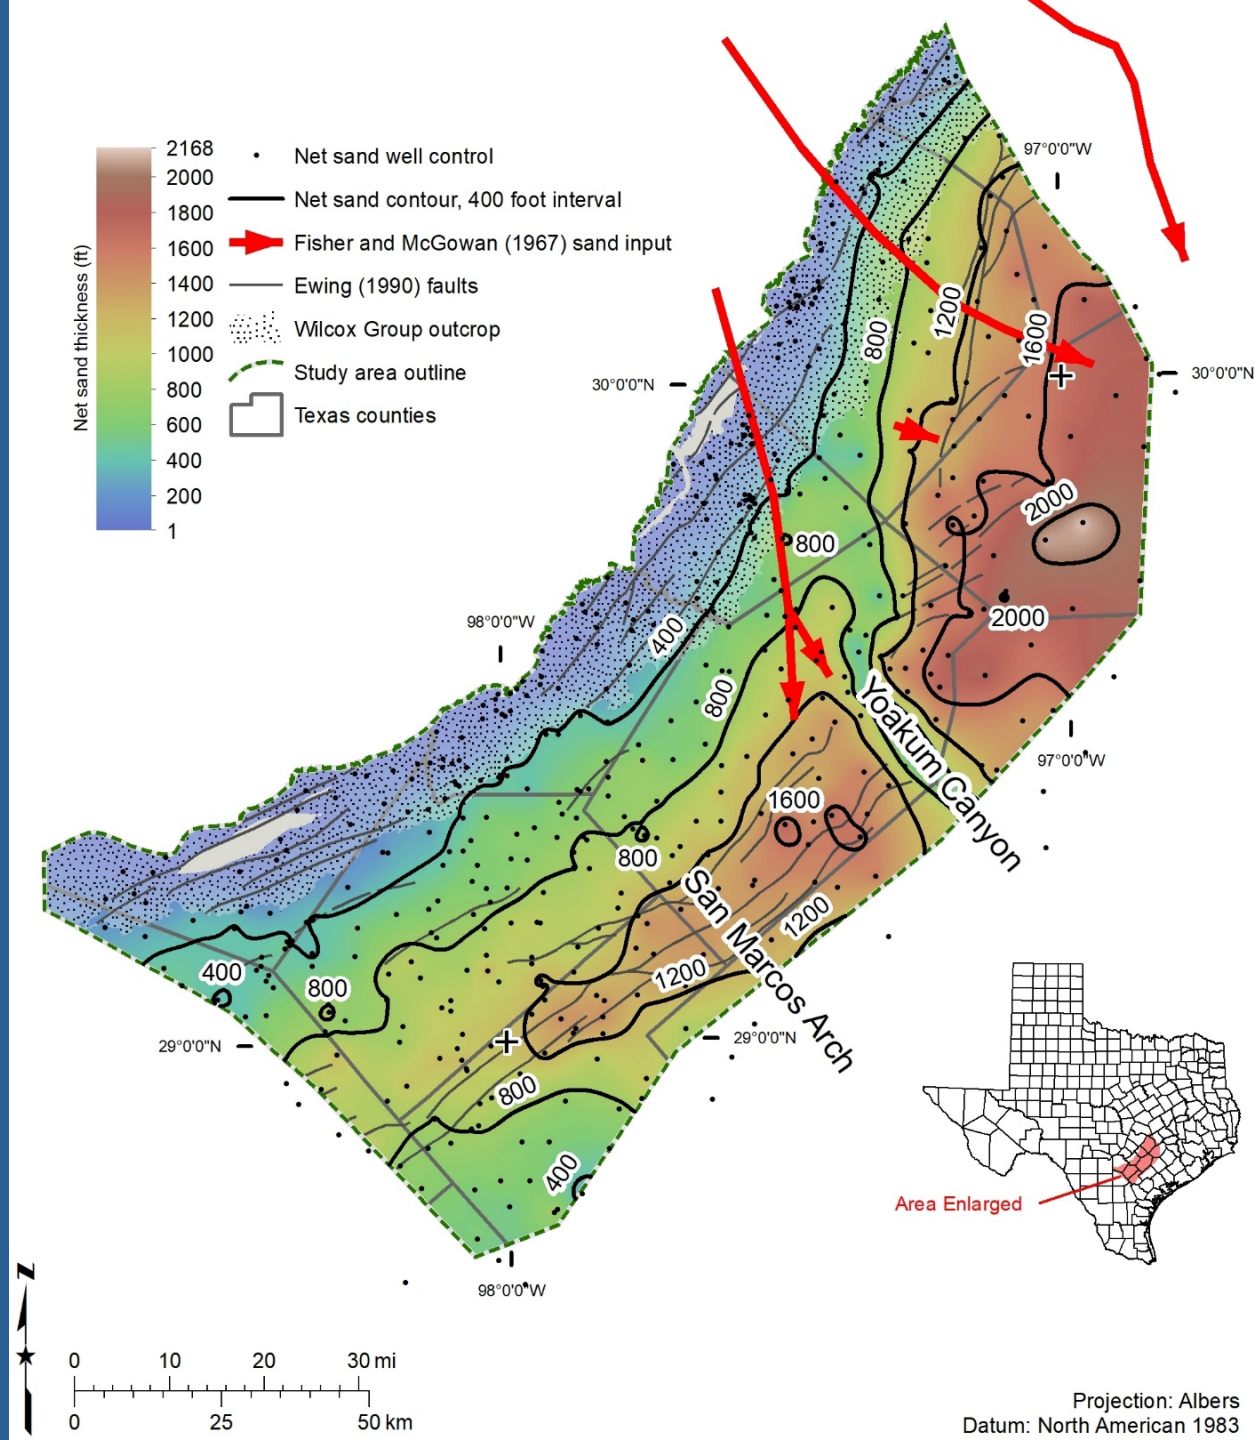 97°0'0"W
2168
2000
1800
1600
1400
1200
1000
800
600
400
200
1
Net sand thickness (ft)
Net sand well control
Net sand contour, 400 foot interval
Fisher and McGowan (1967) sand input
Ewing (1990) faults
Wilcox Group outcrop
Study area outline
Texas counties
800
1200
1600
30°0'0"N
30°0'0"N
2000
800
2000
98°0'0"W
400
800
Yoakum Canyon
97°0'0"W
1600
800
San Marcos Arch
1200
1200
400
800
29°0'0"N
29°0'0"N
800
400
98°0'0"W
Area Enlarged
N
0 10 20 30 mi
0 25 50 km
Projection: Albers
Datum: North American 1983